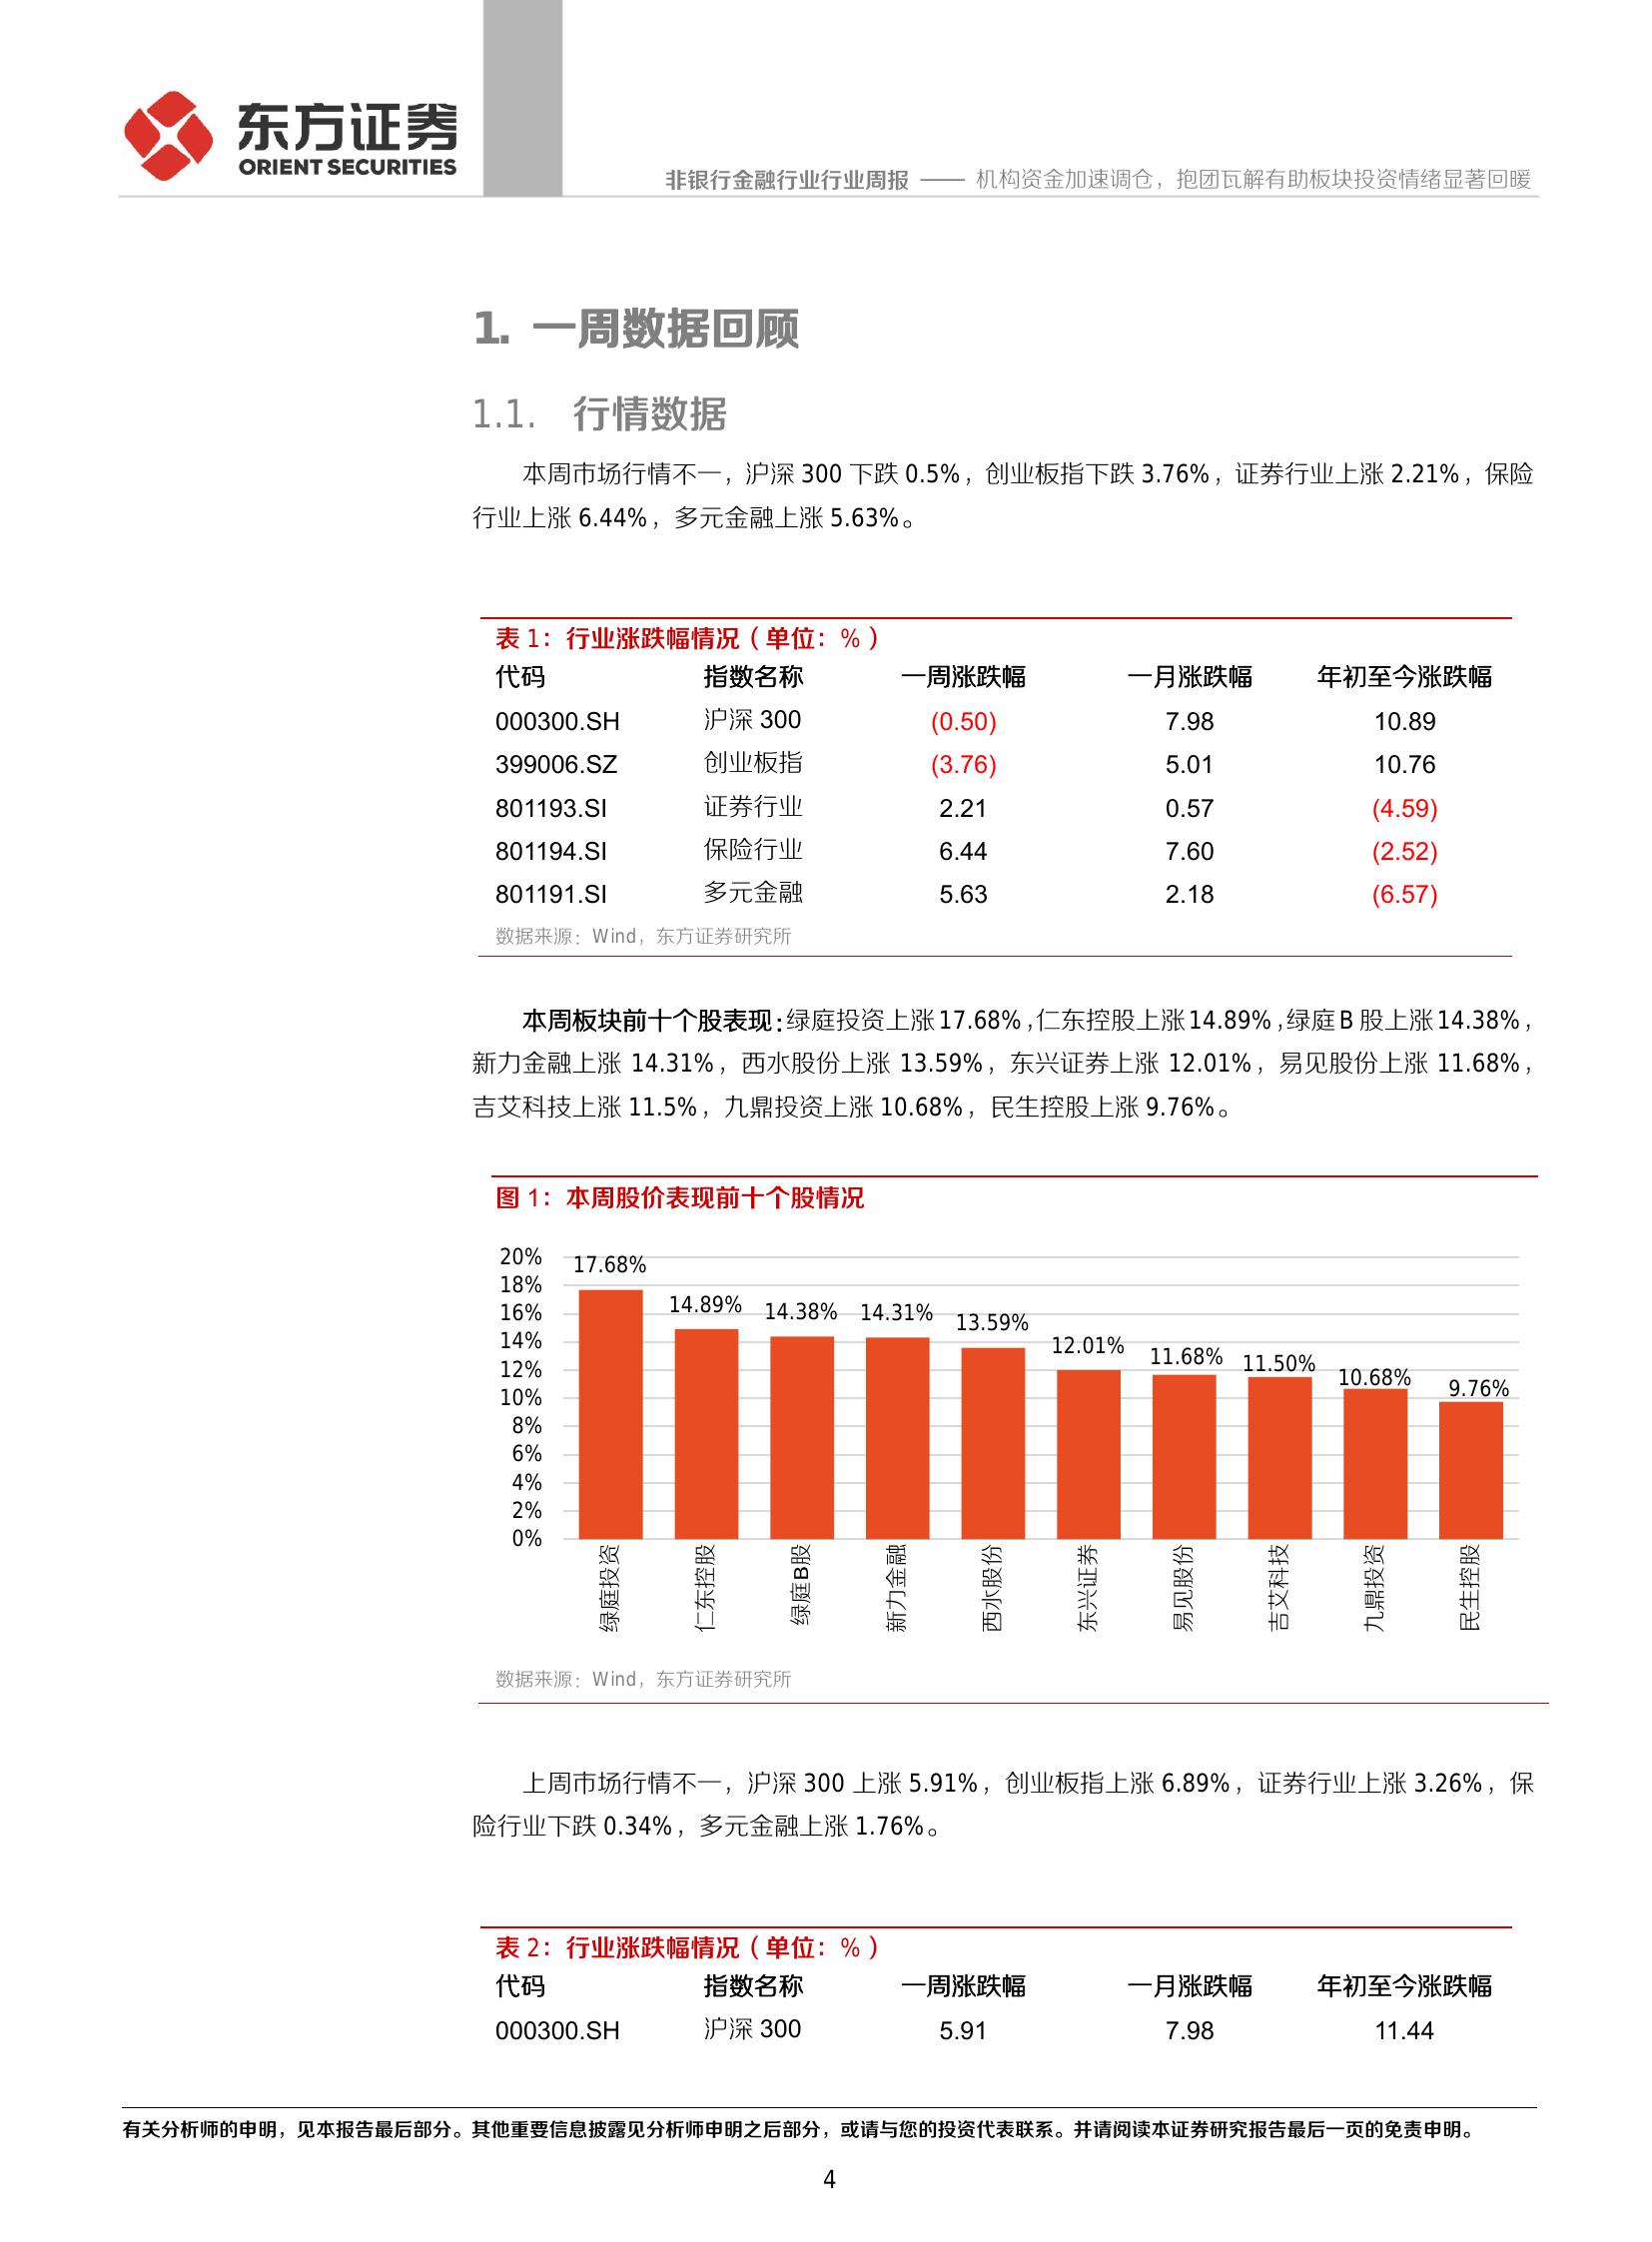 东方证券
ORIENT SECURITIES
非银行金融行业行业周报 —— 机构资金加速调仓，抱团瓦解有助板块投资情绪显著回暖
1. 一周数据回顾
1.1. 行情数据
本周市场行情不一，沪深 300 下跌 0.5%，创业板指下跌 3.76%，证券行业上涨 2.21%，保险
行业上涨 6.44%，多元金融上涨 5.63%。
表 1：行业涨跌幅情况（单位：%）
代码 指数名称 一周涨跌幅 一月涨跌幅 年初至今涨跌幅
000300.SH 沪深 300 (0.50) 7.98 10.89
399006.SZ 创业板指 (3.76) 5.01 10.76
801193.SI 证券行业 2.21 0.57 (4.59)
801194.SI 保险行业 6.44 7.60 (2.52)
801191.SI 多元金融 5.63 2.18 (6.57)
数据来源：Wind，东方证券研究所
本周板块前十个股表现：绿庭投资上涨 17.68%，仁东控股上涨 14.89%，绿庭 B 股上涨 14.38%，
新力金融上涨 14.31%，西水股份上涨 13.59%，东兴证券上涨 12.01%，易见股份上涨 11.68%，
吉艾科技上涨 11.5%，九鼎投资上涨 10.68%，民生控股上涨 9.76%。
图 1：本周股价表现前十个股情况
20%
18%
16%
14%
12%
10%
8%
6%
4%
2%
0%
17.68%
14.89%
14.38%
14.31%
13.59%
12.01%
11.68%
11.50%
10.68%
9.76%
绿庭投资
仁东控股
绿庭B股
新力金融
西水股份
东兴证券
易见股份
吉艾科技
九鼎投资
民生控股
数据来源：Wind，东方证券研究所
上周市场行情不一，沪深 300 上涨 5.91%，创业板指上涨 6.89%，证券行业上涨 3.26%，保
险行业下跌 0.34%，多元金融上涨 1.76%。
表 2：行业涨跌幅情况（单位：%）
代码 指数名称 一周涨跌幅 一月涨跌幅 年初至今涨跌幅
000300.SH 沪深 300 5.91 7.98 11.44
有关分析师的申明，见本报告最后部分。其他重要信息披露见分析师申明之后部分，或请与您的投资代表联系。并请阅读本证券研究报告最后一页的免责申明。
4